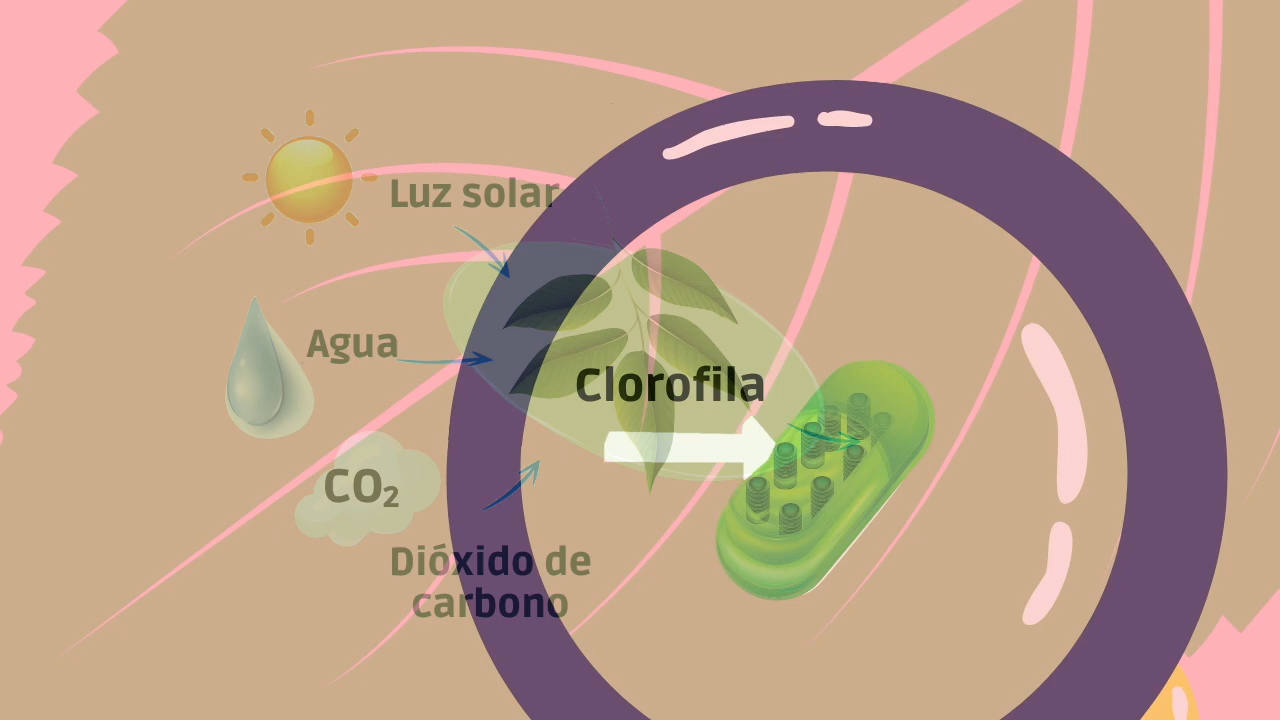 Luz solar
Agua
Clorofila
CO₂
Dióxido de
carbono